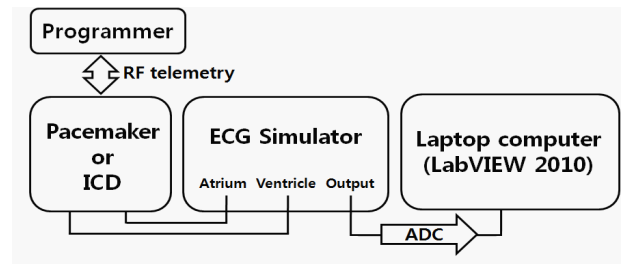 Programmer
RF telemetry
Pacemaker
or
ICD
ECG Simulator
Atrium Ventricle Output
Laptop computer
(LabVIEW 2010)
ADC